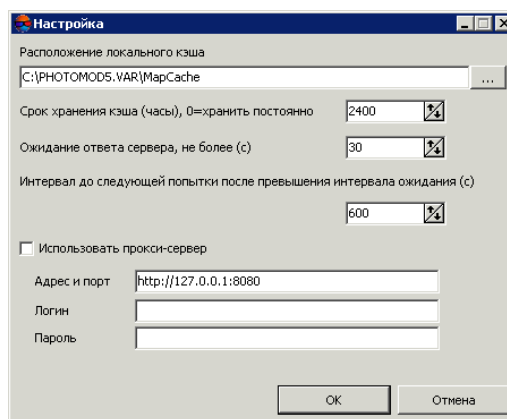 Настройка
Расположение локального кэша
C:\PHOTOMOD5.VAR\MapCache
...
Срок хранения кэша (часы), 0=хранить постоянно 2400
Ожидание ответа сервера, не более (с) 30
Интервал до следующей попытки после превышения интервала ожидания (с)
600
Использовать прокси-сервер
Адрес и порт http://127.0.0.1:8080
Логин
Пароль
OK Отмена